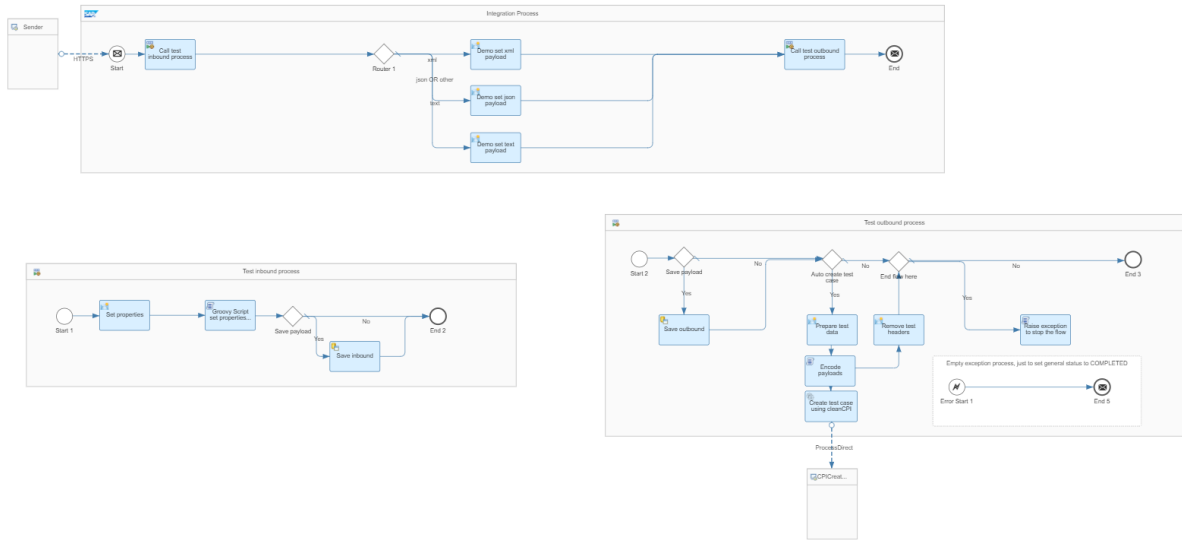 SAP
Integration Process
Sender
HTTPS
Start
Call test
inbound process
Router 1
xml
json OR other
text
Demo set xml
payload
Demo set json
payload
Demo set text
payload
Call test outbound
process
End
Test inbound process
Start 1
Set properties
Groovy Script
set properties...
Save payload
No
Yes
Save inbound
End 2
Test outbound process
Start 2
Save payload
No
Yes
Save outbound
Auto create test
case
No
Yes
End flow here
No
Yes
End 3
Prepare test
data
Remove test
headers
Raise exception
to stop the flow
Encode
payloads
Create test case
using cleanCPI
Empty exception process, just to set general status to COMPLETED
Error Start 1
End 5
ProcessDirect
CPICreat...